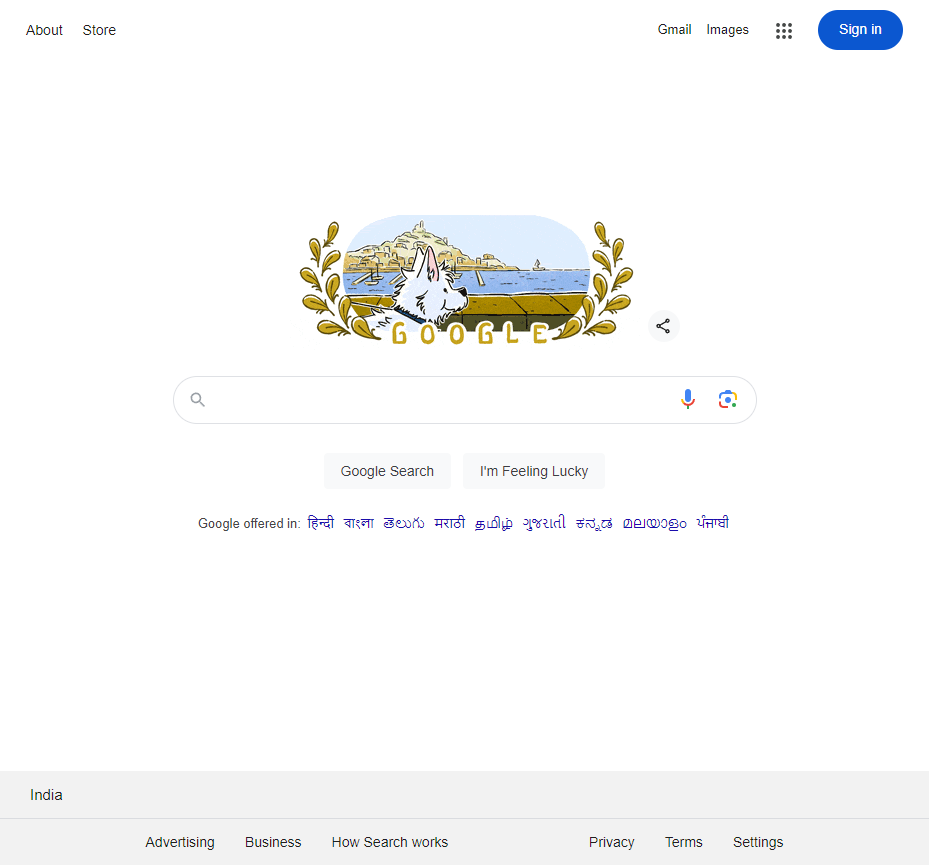 About Store Gmail Images Sign in
GOOGLE
Google Search I'm Feeling Lucky
Google offered in: हिन्दी বাংলা తెలుగు मराठी தமிழ் ગુજરાતી ಕನ್ನಡ മലയാളം ਪੰਜਾਬੀ
India
Advertising Business How Search works Privacy Terms Settings